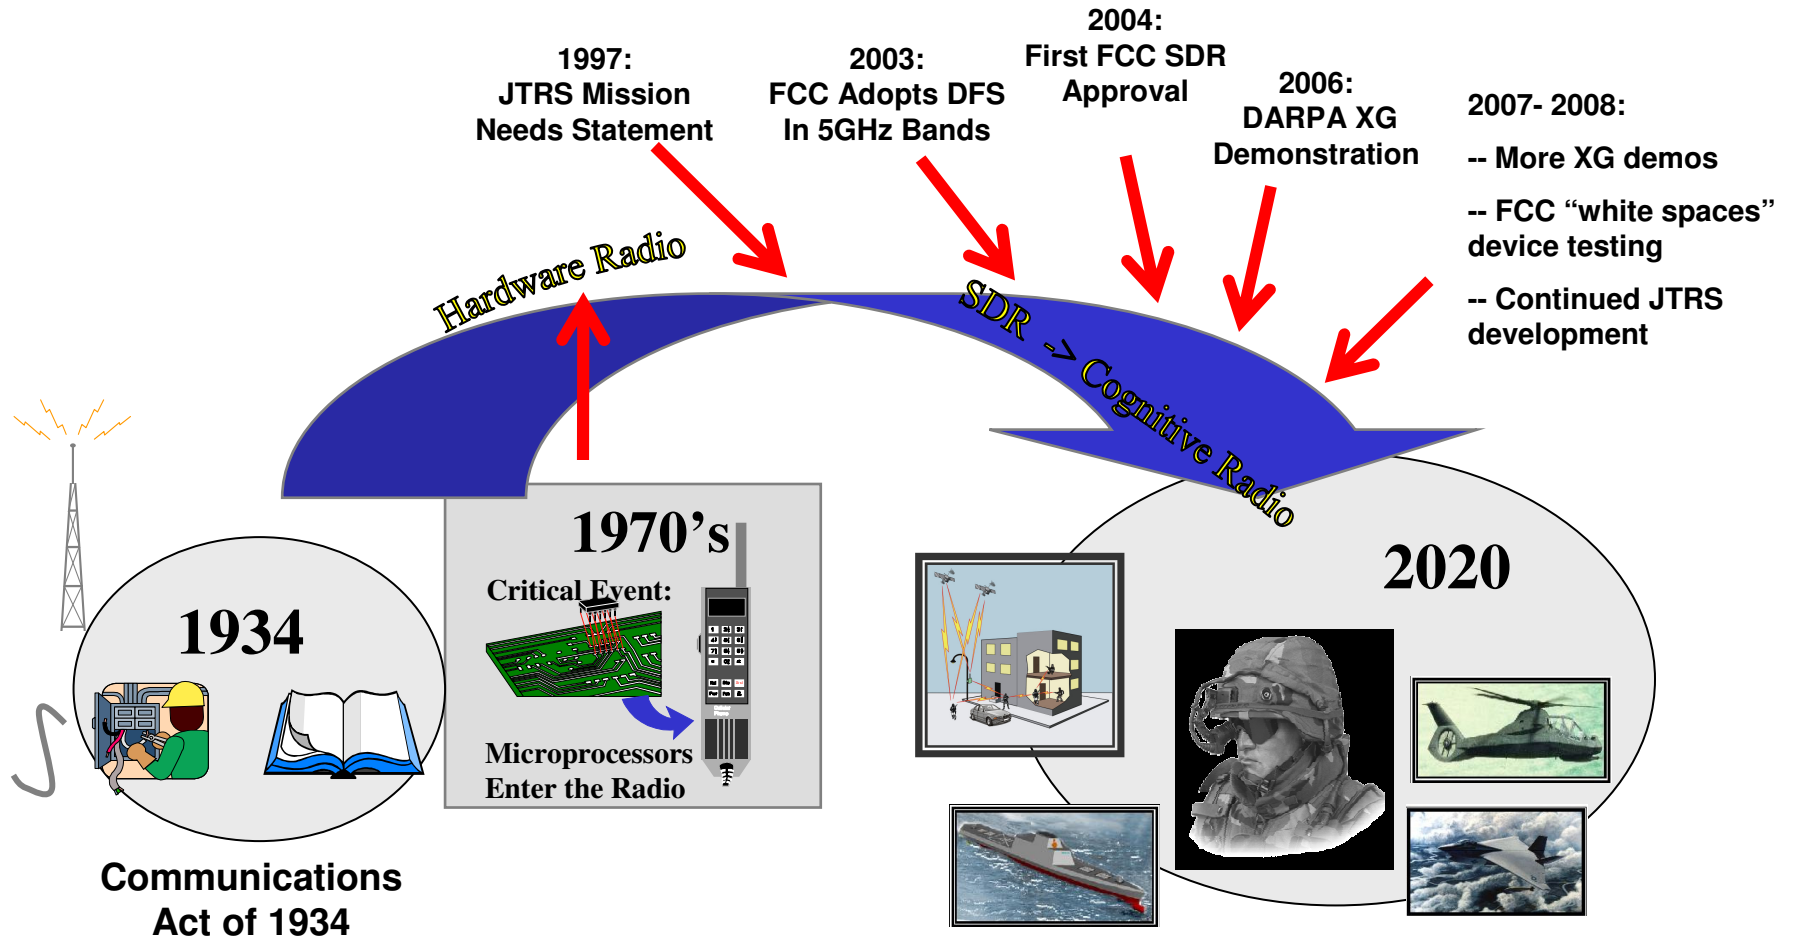 1997:
JTRS Mission
Needs Statement
2003:
FCC Adopts DFS
In 5GHz Bands
2004:
First FCC SDR
Approval
2006:
DARPA XG
Demonstration
2007- 2008:
-- More XG demos
-- FCC “white spaces”
device testing
-- Continued JTRS
development
Hardware Radio
SDR -> Cognitive Radio
1934
Communications
Act of 1934
1970’s
Critical Event:
Microprocessors
Enter the Radio
2020